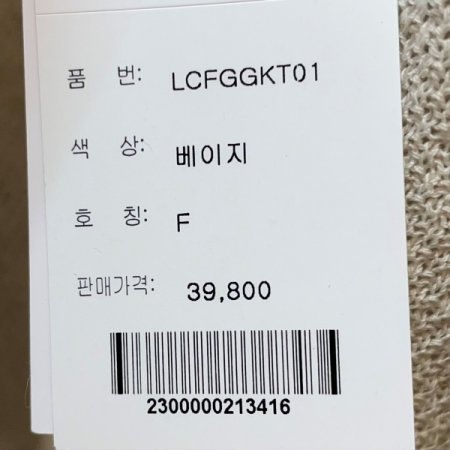 품 번: LCFGGKT01
색 상: 베이지
호 칭: F
판매가격: 39,800
2300000213416